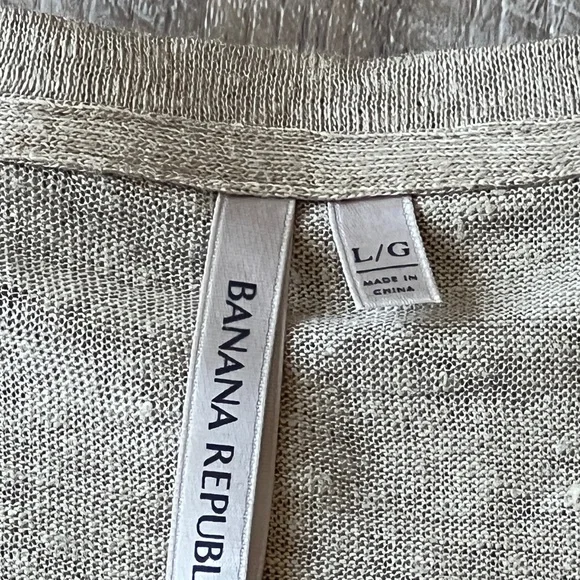 BANANA REPUBL
L/G
MADE IN
CHINA